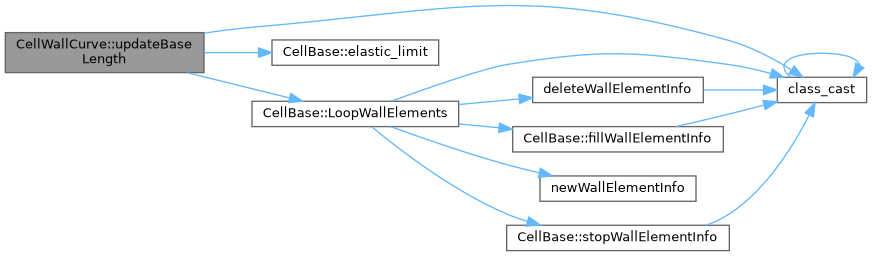 CellWallCurve::updateBase
Length
CellBase::elastic_limit
CellBase::LoopWallElements
deleteWallElementInfo
class_cast
CellBase::fillWallElementInfo
newWallElementInfo
CellBase::stopWallElementInfo